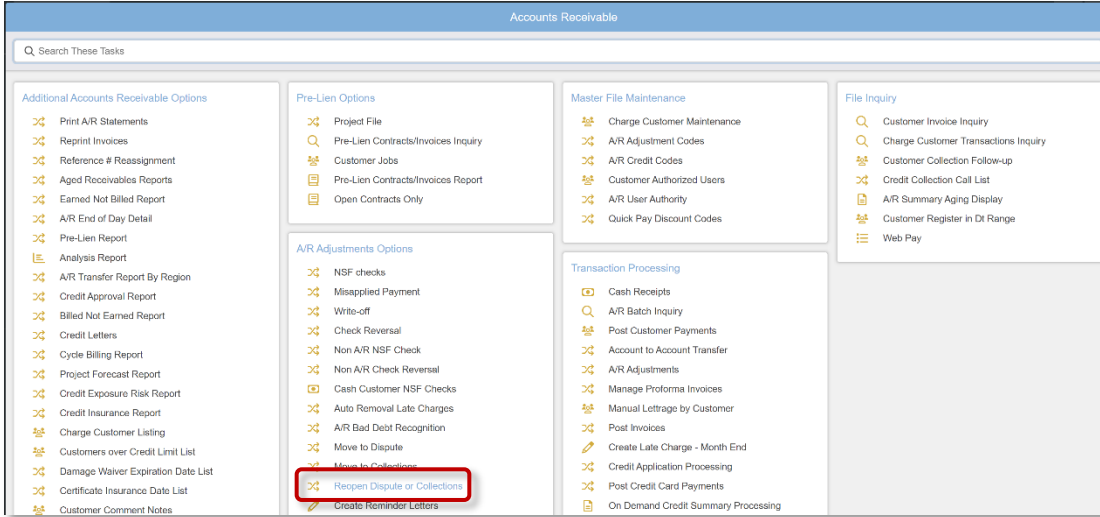 Accounts Receivable
Search These Tasks
Additional Accounts Receivable Options
Print A/R Statements
Reprint Invoices
Reference # Reassignment
Aged Receivables Reports
Earned Not Billed Report
A/R End of Day Detail
Pre-Lien Report
Analysis Report
A/R Transfer Report By Region
Credit Approval Report
Billed Not Earned Report
Credit Letters
Cycle Billing Report
Project Forecast Report
Credit Exposure Risk Report
Credit Insurance Report
Charge Customer Listing
Customers over Credit Limit List
Damage Waiver Expiration Date List
Certificate Insurance Date List
Customer Comment Notes
Pre-Lien Options
Project File
Pre-Lien Contracts/Invoices Inquiry
Customer Jobs
Pre-Lien Contracts/Invoices Report
Open Contracts Only
A/R Adjustments Options
NSF checks
Misapplied Payment
Write-off
Check Reversal
Non A/R NSF Check
Non A/R Check Reversal
Cash Customer NSF Checks
Auto Removal Late Charges
A/R Bad Debt Recognition
Move to Dispute
Move to Collections
Reopen Dispute or Collections
Create Reminder Letters
Master File Maintenance
Charge Customer Maintenance
A/R Adjustment Codes
A/R Credit Codes
Customer Authorized Users
A/R User Authority
Quick Pay Discount Codes
Transaction Processing
Cash Receipts
A/R Batch Inquiry
Post Customer Payments
Account to Account Transfer
A/R Adjustments
Manage Proforma Invoices
Manual Lettrage by Customer
Post Invoices
Create Late Charge - Month End
Credit Application Processing
Post Credit Card Payments
On Demand Credit Summary Processing
File Inquiry
Customer Invoice Inquiry
Charge Customer Transactions Inquiry
Customer Collection Follow-up
Credit Collection Call List
A/R Summary Aging Display
Customer Register in Dt Range
Web Pay